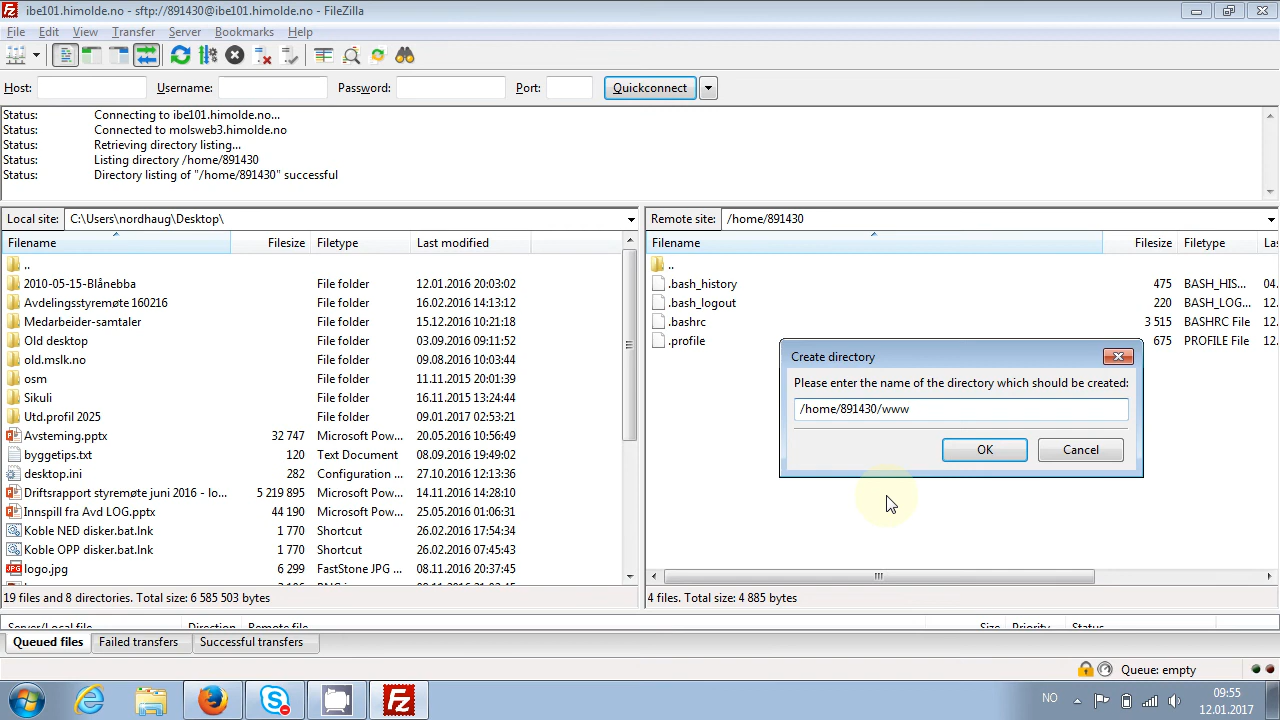 ibe101.himolde.no - sftp://891430@ibe101.himolde.no - FileZilla
File Edit View Transfer Server Bookmarks Help
Host: Username: Password: Port: Quickconnect
Status: Connecting to ibe101.himolde.no...
Status: Connected to molsweb3.himolde.no
Status: Retrieving directory listing...
Status: Listing directory /home/891430
Status: Directory listing of "/home/891430" successful
Local site: C:\Users\nordhaug\Desktop\
Filename Filesize Filetype Last modified
..
2010-05-15-Blånebba File folder 12.01.2016 20:03:02
Avdelingsstyremøte 160216 File folder 16.02.2016 14:13:12
Medarbeider-samtaler File folder 15.12.2016 10:21:18
Old desktop File folder 03.09.2016 09:11:52
old.mslk.no File folder 09.08.2016 10:03:44
osm File folder 11.11.2015 20:01:39
Sikuli File folder 16.11.2015 13:24:44
Utd.profil 2025 File folder 09.01.2017 02:53:21
Avsteming.pptx 32 747 Microsoft Pow... 20.05.2016 10:56:49
byggetips.txt 120 Text Document 08.09.2016 19:49:02
desktop.ini 282 Configuration ... 27.10.2016 12:13:36
Driftsrapport styremøte juni 2016 - lo... 5 219 895 Microsoft Pow... 14.11.2016 14:28:10
Innspill fra Avd LOG.pptx 44 190 Microsoft Pow... 25.05.2016 01:06:31
Koble NED disker.bat.lnk 1 770 Shortcut 26.02.2016 17:54:34
Koble OPP disker.bat.lnk 1 770 Shortcut 26.02.2016 07:45:43
logo.jpg 6 299 FastStone JPG ... 08.11.2016 20:37:45
19 files and 8 directories. Total size: 6 585 503 bytes
Remote site: /home/891430
Filename Filesize Filetype
..
.bash_history 475 BASH_HIS... 04.
.bash_logout 220 BASH_LOG... 12.
.bashrc 3 515 BASHRC File 12.
.profile 675 PROFILE File 12.
Create directory
Please enter the name of the directory which should be created:
/home/891430/www
OK Cancel
4 files. Total size: 4 885 bytes
Server/Local file Direction Remote file Size Priority Status
Queued files Failed transfers Successful transfers
Queue: empty
NO 09:55
12.01.2017